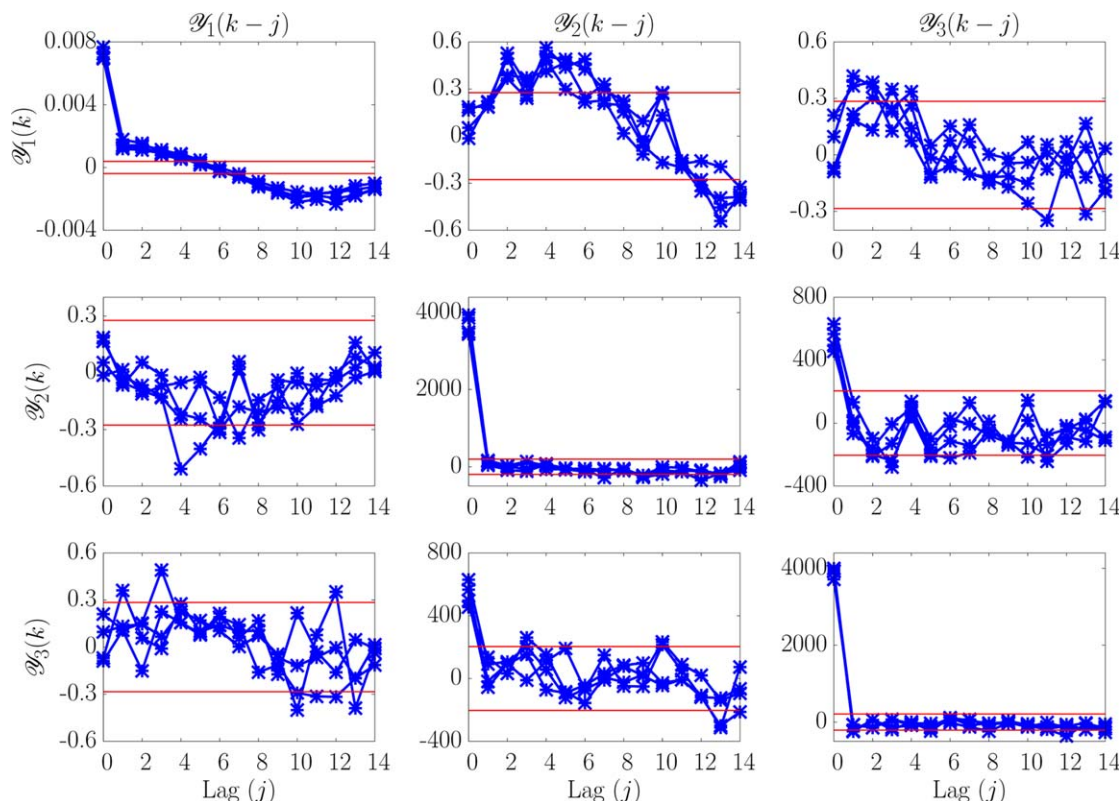 𝒴₁(k − j) 𝒴₂(k − j) 𝒴₃(k − j)
0.008 0.6 0.6
0.004 0.3 0.3
𝒴₁(k) 0 0 0
-0.3 -0.3
-0.004 -0.6
0 2 4 6 8 10 12 14 0 2 4 6 8 10 12 14 0 2 4 6 8 10 12 14
0.3 4000 800
400
𝒴₂(k) 0 2000 0
-0.3 0
-0.6 -400
0 2 4 6 8 10 12 14 0 2 4 6 8 10 12 14 0 2 4 6 8 10 12 14
0.6 800 4000
0.3 400
𝒴₃(k) 0 0 2000
-0.3 0
-0.6 -400
0 2 4 6 8 10 12 14 0 2 4 6 8 10 12 14 0 2 4 6 8 10 12 14
Lag (j) Lag (j) Lag (j)